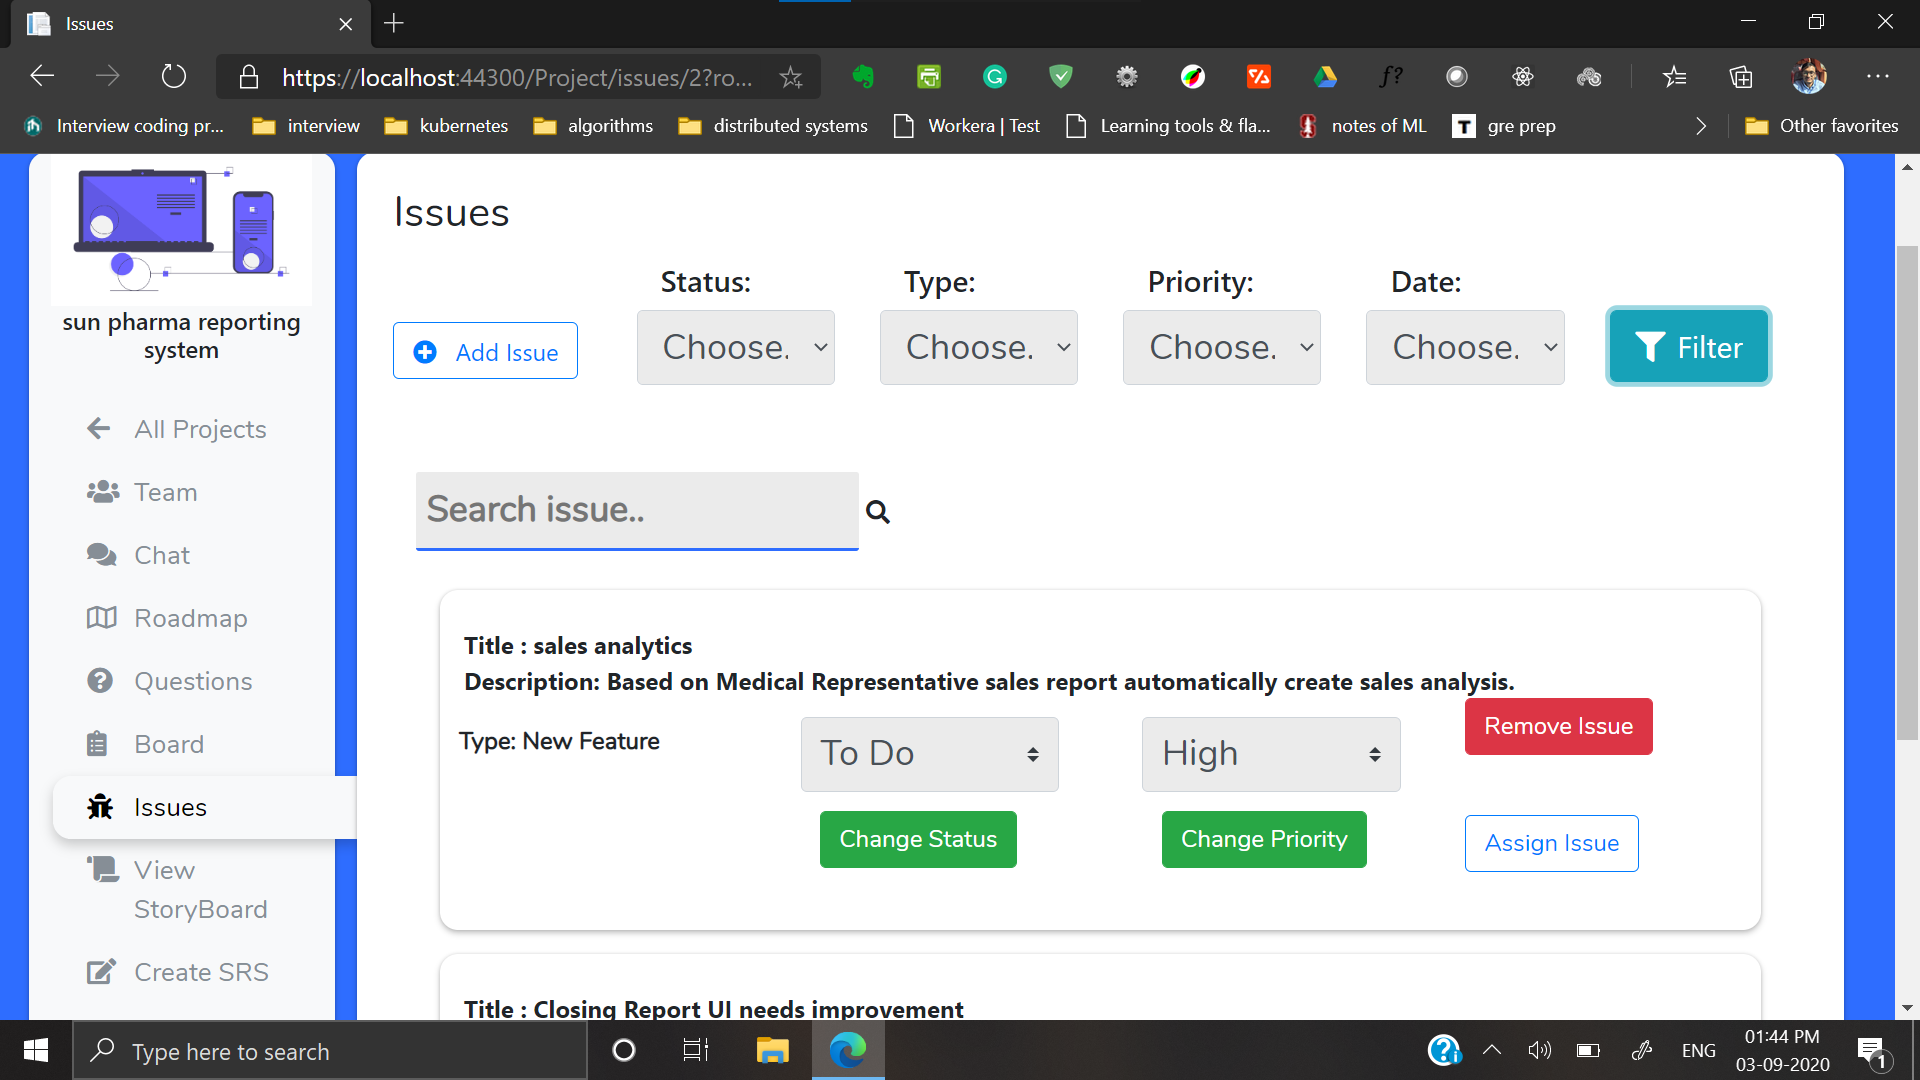 Issues
https://localhost:44300/Project/issues/2?ro...
Interview coding pr...
interview
kubernetes
algorithms
distributed systems
Workera | Test
Learning tools & fla...
notes of ML
T
gre prep
Other favorites
sun pharma reporting
system
All Projects
Team
Chat
Roadmap
Questions
Board
Issues
View
StoryBoard
Create SRS
Issues
Status:
Type:
Priority:
Date:
Add Issue
Choose.
Choose.
Choose.
Choose.
Filter
Search issue..
Title : sales analytics
Description: Based on Medical Representative sales report automatically create sales analysis.
Type: New Feature
To Do
High
Remove Issue
Change Status
Change Priority
Assign Issue
Title : Closing Report UI needs improvement
Type here to search
ENG
01:44 PM
03-09-2020
1